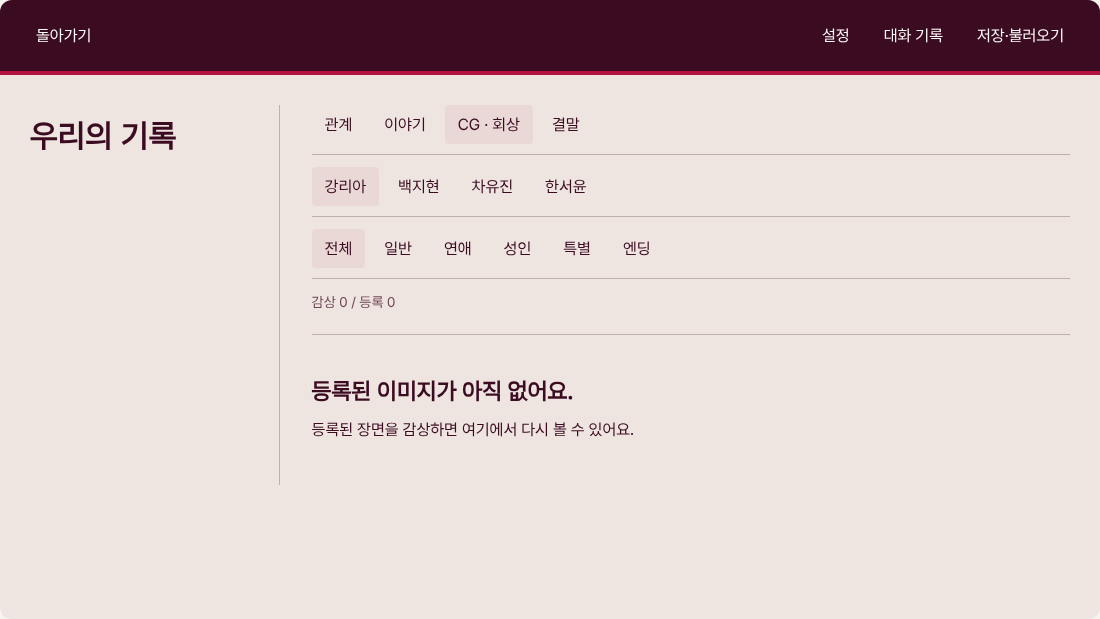 돌아가기 설정 대화 기록 저장·불러오기
우리의 기록
관계 이야기 CG · 회상 결말
강리아 백지현 차유진 한서윤
전체 일반 연애 성인 특별 엔딩
감상 0 / 등록 0
등록된 이미지가 아직 없어요.
등록된 장면을 감상하면 여기에서 다시 볼 수 있어요.